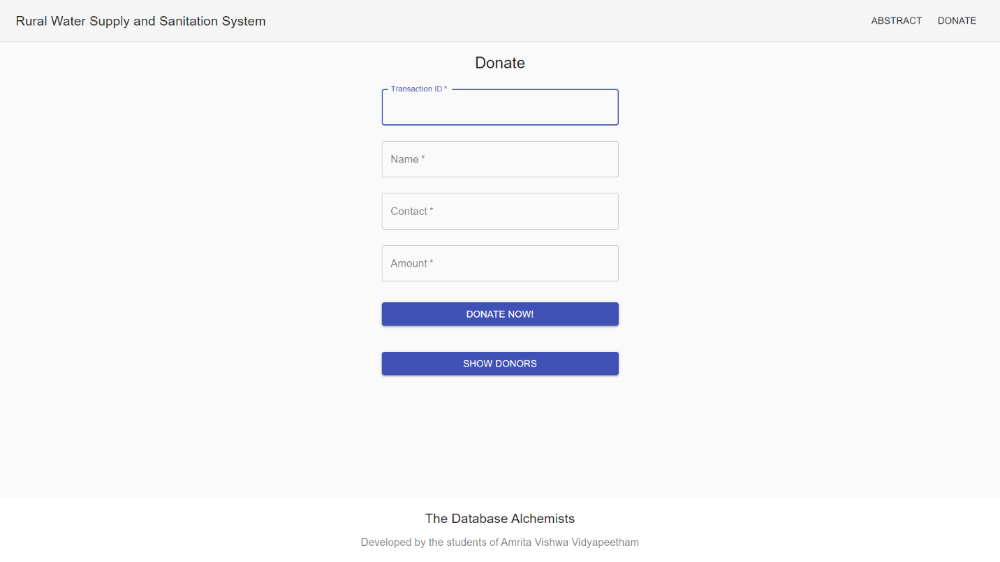 Rural Water Supply and Sanitation System
ABSTRACT DONATE
Donate
Transaction ID *
Name *
Contact *
Amount *
DONATE NOW!
SHOW DONORS
The Database Alchemists
Developed by the students of Amrita Vishwa Vidyapeetham